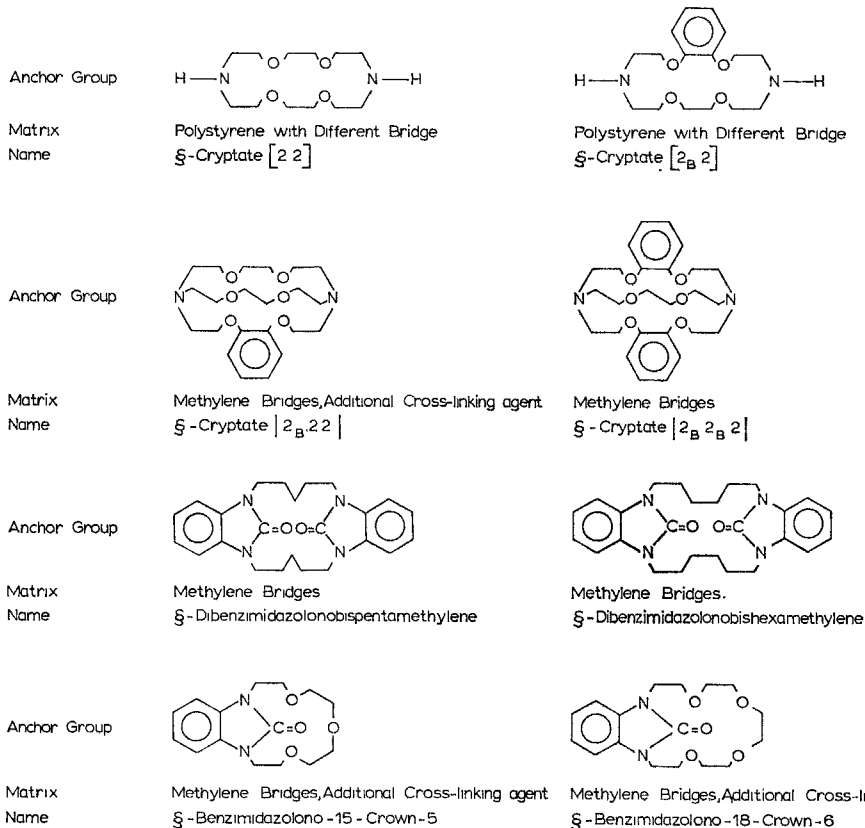 Anchor Group
H N O O O O N H
H N O O O O N H
Matrix Polystyrene with Different Bridge Polystyrene with Different Bridge
Name §-Cryptate [2 2] §-Cryptate [2B 2]
Anchor Group
N O O O O O O N
N O O O O O O N
Matrix Methylene Bridges, Additional Cross-linking agent Methylene Bridges
Name §-Cryptate |2B.22| §-Cryptate |2B 2B 2|
Anchor Group
N N C=O O=C N N
N N C=O O=C N N
Matrix Methylene Bridges Methylene Bridges.
Name §-Dibenzimidazolonobispentamethylene §-Dibenzimidazolonobishexamethylene
Anchor Group
N N C=O O O O
N N C=O O O O O
Matrix Methylene Bridges, Additional Cross-linking agent Methylene Bridges, Additional Cross-li
Name §-Benzimidazolono-15-Crown-5 §-Benzimidazolono-18-Crown-6